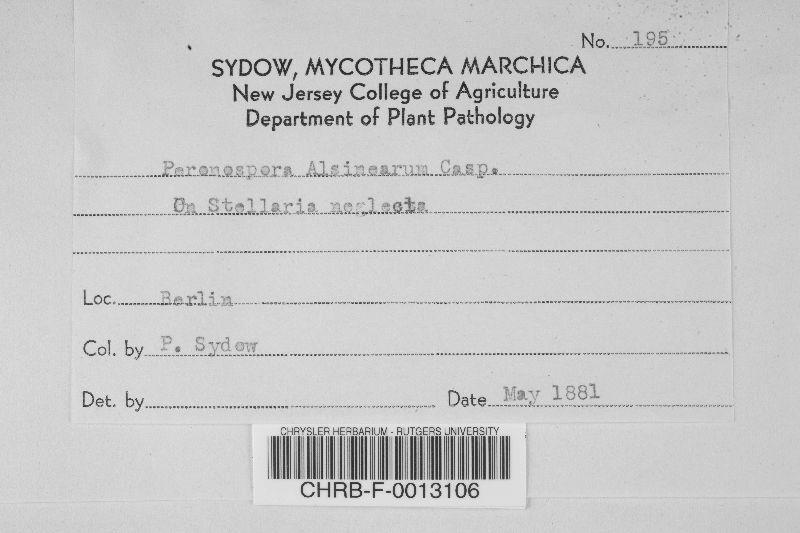 No. 195
SYDOW, MYCOTHECA MARCHICA
New Jersey College of Agriculture
Department of Plant Pathology
Peronospora Alsinearum Casp.
On Stellaria neglecta
Loc. Berlin
Col. by P. Sydow
Det. by
Date May 1881
CHRYSLER HERBARIUM - RUTGERS UNIVERSITY
CHRB-F-0013106